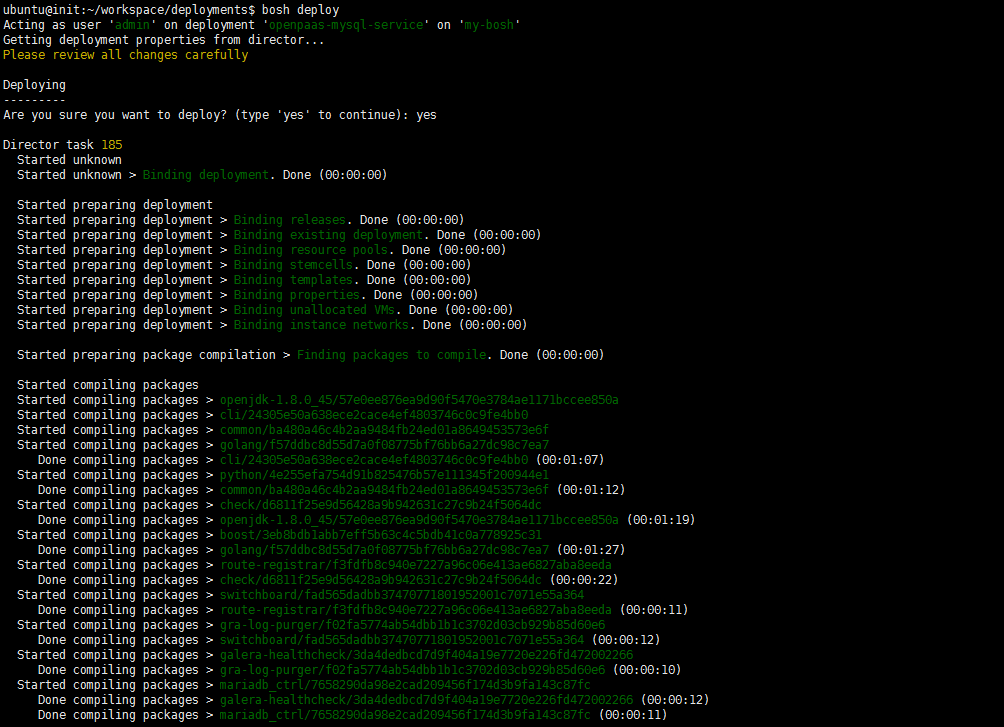 ubuntu@init:~/workspace/deployments$ bosh deploy
Acting as user 'admin' on deployment 'openpaas-mysql-service' on 'my-bosh'
Getting deployment properties from director...
Please review all changes carefully
Deploying
---------
Are you sure you want to deploy? (type 'yes' to continue): yes
Director task 185
Started unknown
Started unknown > Binding deployment. Done (00:00:00)
Started preparing deployment
Started preparing deployment > Binding releases. Done (00:00:00)
Started preparing deployment > Binding existing deployment. Done (00:00:00)
Started preparing deployment > Binding resource pools. Done (00:00:00)
Started preparing deployment > Binding stemcells. Done (00:00:00)
Started preparing deployment > Binding templates. Done (00:00:00)
Started preparing deployment > Binding properties. Done (00:00:00)
Started preparing deployment > Binding unallocated VMs. Done (00:00:00)
Started preparing deployment > Binding instance networks. Done (00:00:00)
Started preparing package compilation > Finding packages to compile. Done (00:00:00)
Started compiling packages
Started compiling packages > openjdk-1.8.0_45/57e0ee876ea9d90f5470e3784ae1171bccee850a
Started compiling packages > cli/24305e50a638ece2cace4ef4803746c0c9fe4bb0
Started compiling packages > common/ba480a46c4b2aa9484fb24ed01a8649453573e6f
Started compiling packages > golang/f57ddbc8d55d7a0f08775bf76bb6a27dc98c7ea7
Done compiling packages > cli/24305e50a638ece2cace4ef4803746c0c9fe4bb0 (00:01:07)
Started compiling packages > python/4e255efa754d91b825476b57e111345f200944e1
Done compiling packages > common/ba480a46c4b2aa9484fb24ed01a8649453573e6f (00:01:12)
Started compiling packages > check/d6811f25e9d56428a9b942631c27c9b24f5064dc
Done compiling packages > openjdk-1.8.0_45/57e0ee876ea9d90f5470e3784ae1171bccee850a (00:01:19)
Started compiling packages > boost/3eb8bdb1abb7eff5b63c4c5bdb41c0a778925c31
Done compiling packages > golang/f57ddbc8d55d7a0f08775bf76bb6a27dc98c7ea7 (00:01:27)
Started compiling packages > route-registrar/f3fdfb8c940e7227a96c06e413ae6827aba8eeda
Done compiling packages > check/d6811f25e9d56428a9b942631c27c9b24f5064dc (00:00:22)
Started compiling packages > switchboard/fad565dadbb37470771801952001c7071e55a364
Done compiling packages > route-registrar/f3fdfb8c940e7227a96c06e413ae6827aba8eeda (00:00:11)
Started compiling packages > gra-log-purger/f02fa5774ab54dbb1b1c3702d03cb929b85d60e6
Done compiling packages > switchboard/fad565dadbb37470771801952001c7071e55a364 (00:00:12)
Started compiling packages > galera-healthcheck/3da4dedbcd7d9f404a19e7720e226fd472002266
Done compiling packages > gra-log-purger/f02fa5774ab54dbb1b1c3702d03cb929b85d60e6 (00:00:10)
Started compiling packages > mariadb_ctrl/7658290da98e2cad209456f174d3b9fa143c87fc
Done compiling packages > galera-healthcheck/3da4dedbcd7d9f404a19e7720e226fd472002266 (00:00:12)
Done compiling packages > mariadb_ctrl/7658290da98e2cad209456f174d3b9fa143c87fc (00:00:11)